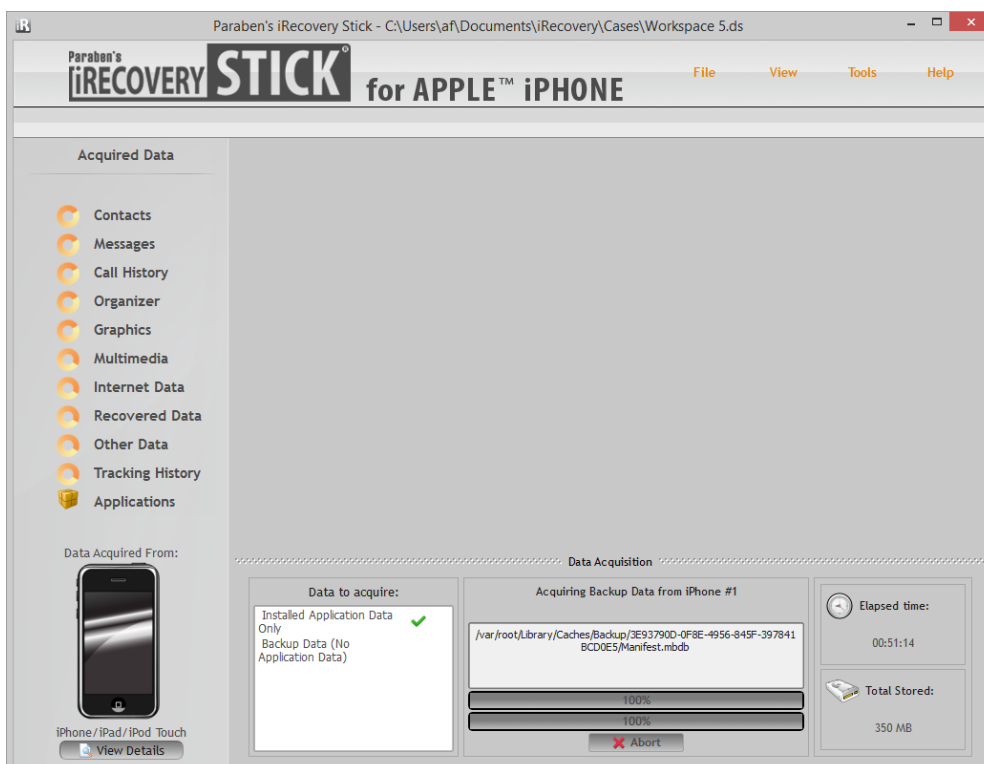 iR
Paraben's iRecovery Stick - C:\Users\af\Documents\iRecovery\Cases\Workspace 5.ds
Paraben's
iRECOVERY STICK® for APPLE™ iPHONE
File View Tools Help
Acquired Data
Contacts
Messages
Call History
Organizer
Graphics
Multimedia
Internet Data
Recovered Data
Other Data
Tracking History
Applications
Data Acquired From:
iPhone/iPad/iPod Touch
View Details
Data Acquisition
Data to acquire:
Installed Application Data
Only
Backup Data (No
Application Data)
Acquiring Backup Data from iPhone #1
/var/root/Library/Caches/Backup/3E93790D-0F8E-4956-845F-397841
BCD0E5/Manifest.mbdb
100%
100%
Abort
Elapsed time:
00:51:14
Total Stored:
350 MB